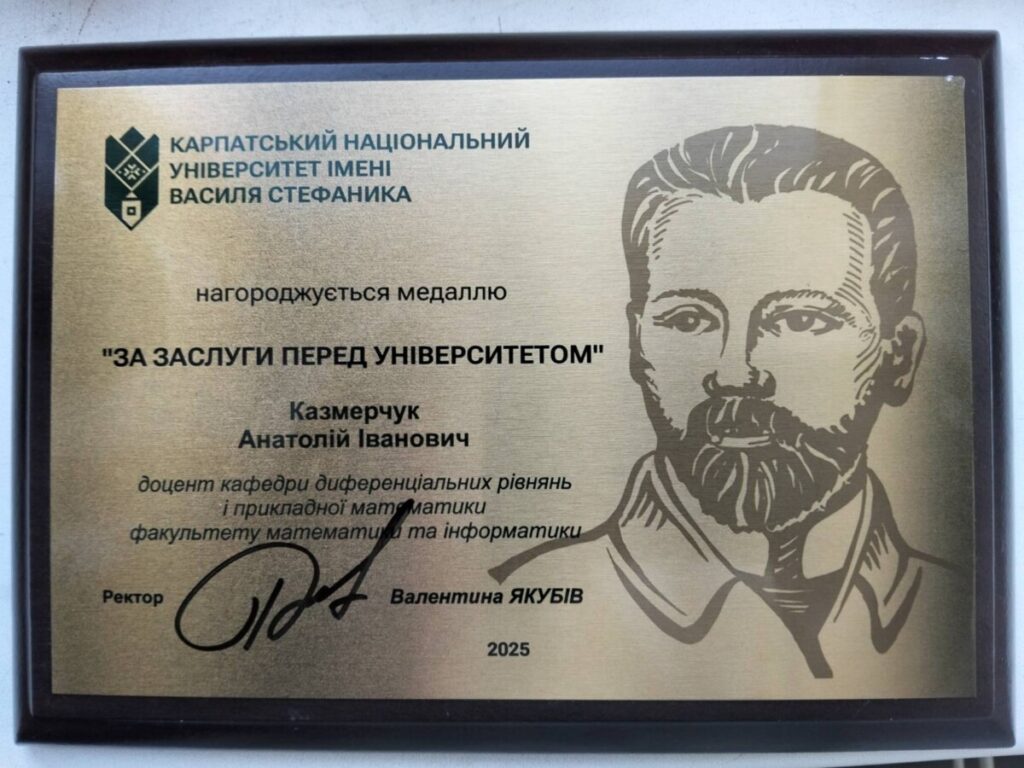 КАРПАТСЬКИЙ НАЦІОНАЛЬНИЙ
УНІВЕРСИТЕТ ІМЕНІ
ВАСИЛЯ СТЕФАНИКА
нагороджується медаллю
"ЗА ЗАСЛУГИ ПЕРЕД УНІВЕРСИТЕТОМ"
Казмерчук
Анатолій Іванович
доцент кафедри диференціальних рівнянь
і прикладної математики
факультету математики та інформатики
Ректор Валентина ЯКУБІВ
2025